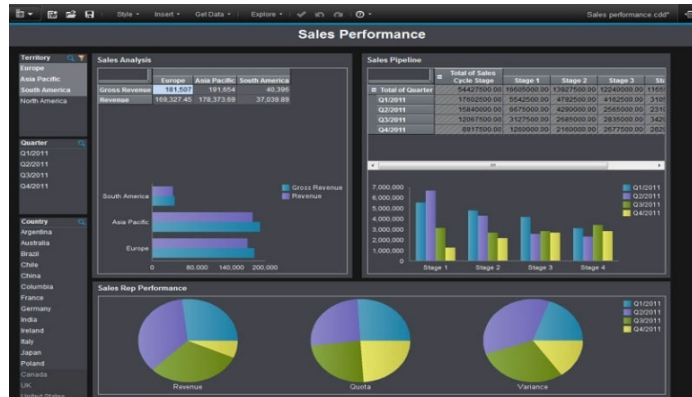 Style Insert Get Data Explore Sales performance.cdd*
Sales Performance
Territory
Europe
Asia Pacific
South America
North America
Quarter
Q1/2011
Q2/2011
Q3/2011
Q4/2011
Country
Argentina
Australia
Brazil
Chile
China
Columbia
France
Germany
India
Ireland
Italy
Japan
Poland
Canada
UK
United States
Sales Analysis
Europe Asia Pacific South America
Gross Revenue 181,507 191,654 40,396
Revenue 169,327.45 178,373.69 37,639.89
Gross Revenue
Revenue
South America
Asia Pacific
Europe
0 80,000 140,000 200,000
Sales Pipeline
Total of Sales
Cycle Stage Stage 1 Stage 2 Stage 3
Total of Quarter 54427500.00 16605000.00 13927500.00 12240000.00
Q1/2011 17602500.00 5542500.00 4782500.00 4162500.00
Q2/2011 15840000.00 6675000.00 4290000.00 2565000.00
Q3/2011 12067500.00 3127500.00 2685000.00 2835000.00
Q4/2011 8917500.00 1260000.00 2160000.00 2677500.00
7,000,000
6,000,000
5,000,000
4,000,000
3,000,000
2,000,000
1,000,000
0
Stage 1 Stage 2 Stage 3 Stage 4
Q1/2011
Q2/2011
Q3/2011
Q4/2011
Sales Rep Performance
Revenue Quota Variance
Q1/2011
Q2/2011
Q3/2011
Q4/2011